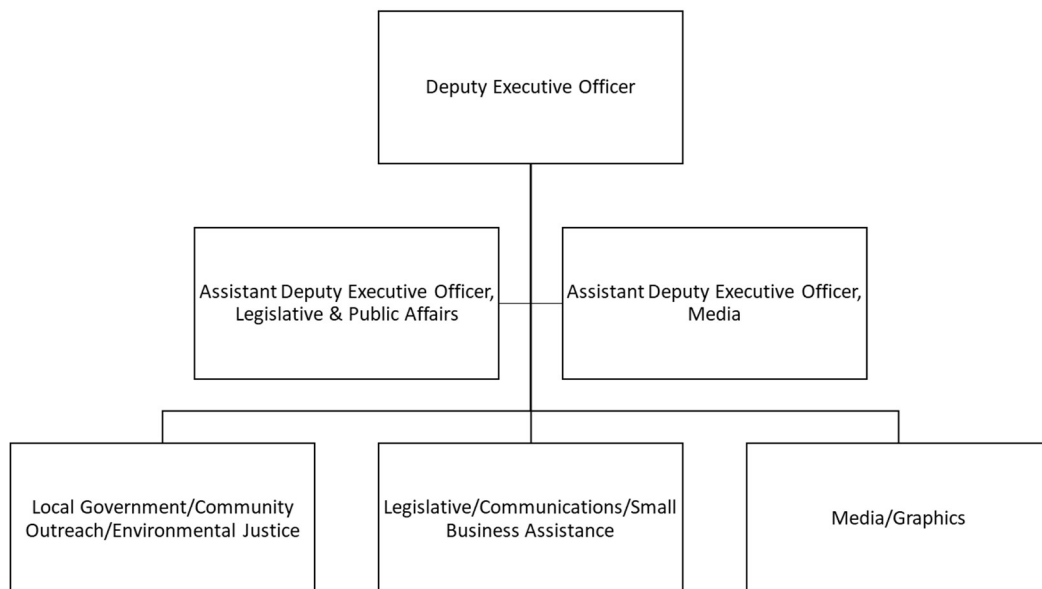 Deputy Executive Officer
Assistant Deputy Executive Officer,
Legislative & Public Affairs
Assistant Deputy Executive Officer,
Media
Local Government/Community
Outreach/Environmental Justice
Legislative/Communications/Small
Business Assistance
Media/Graphics